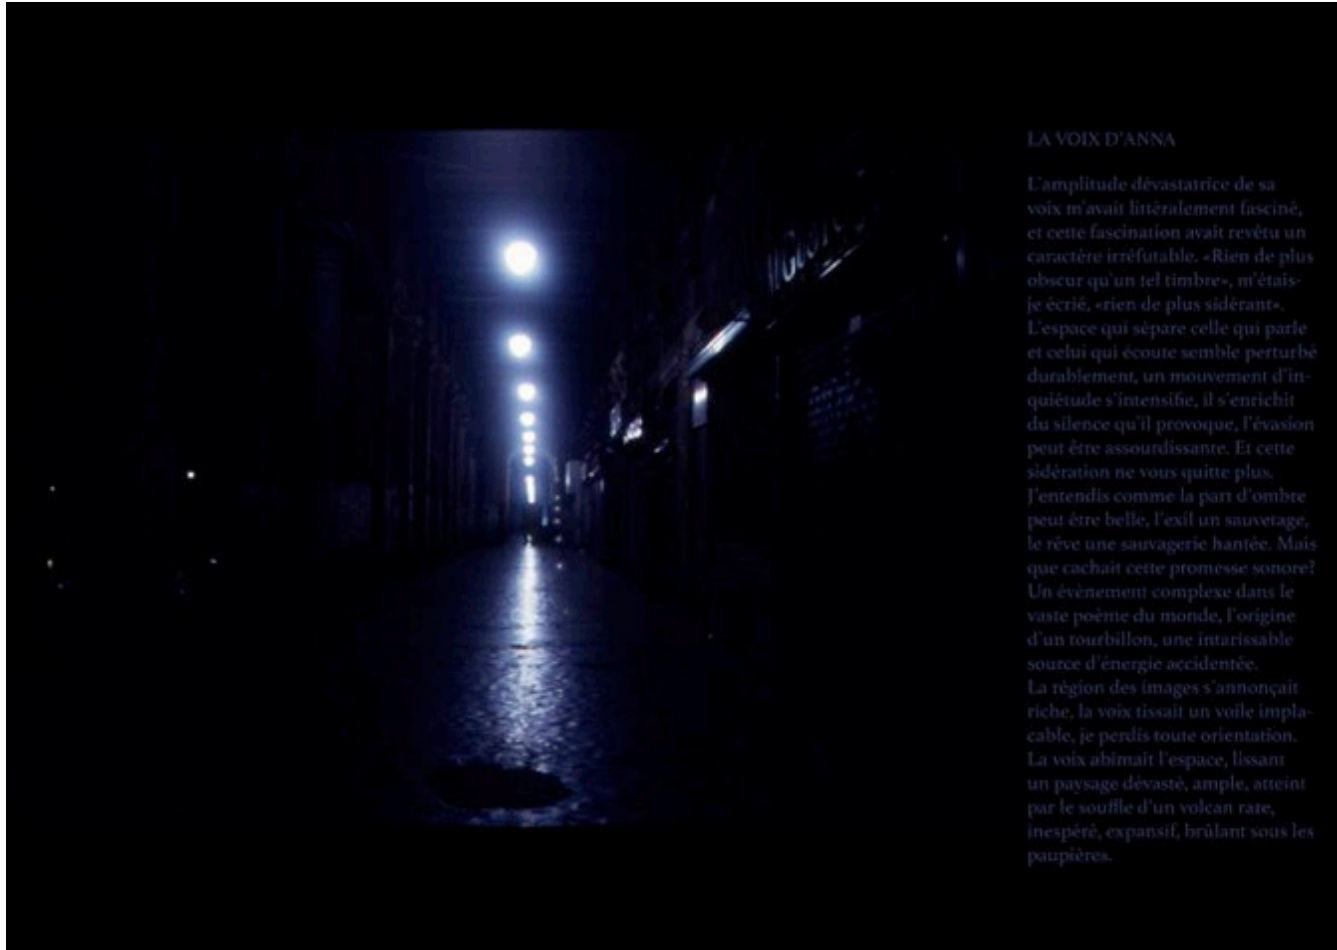 LA VOIX D'ANNA
L'amplitude dévastatrice de sa
voix m'avait littéralement fasciné,
et cette fascination avait revêtu un
caractère irréfutable. «Rien de plus
obscur qu'un tel timbre», m'étais-
je écrié, «rien de plus sidérant».
L'espace qui sépare celle qui parle
et celui qui écoute semble perturbé
durablement, un mouvement d'in-
quiétude s'intensifie, il s'enrichit
du silence qu'il provoque, l'évasion
peut être assourdissante. Et cette
sidération ne vous quitte plus.
J'entendis comme la part d'ombre
peut être belle, l'exil un sauvetage,
le rêve une sauvagerie hantée. Mais
que cachait cette promesse sonore?
Un évènement complexe dans le
vaste poème du monde, l'origine
d'un tourbillon, une intarissable
source d'énergie accidentée.
La région des images s'annonçait
riche, la voix tissait un voile impla-
cable, je perdis toute orientation.
La voix abîmait l'espace, lissant
un paysage dévasté, ample, atteint
par le souffle d'un volcan rare,
inespéré, expansif, brûlant sous les
paupières.